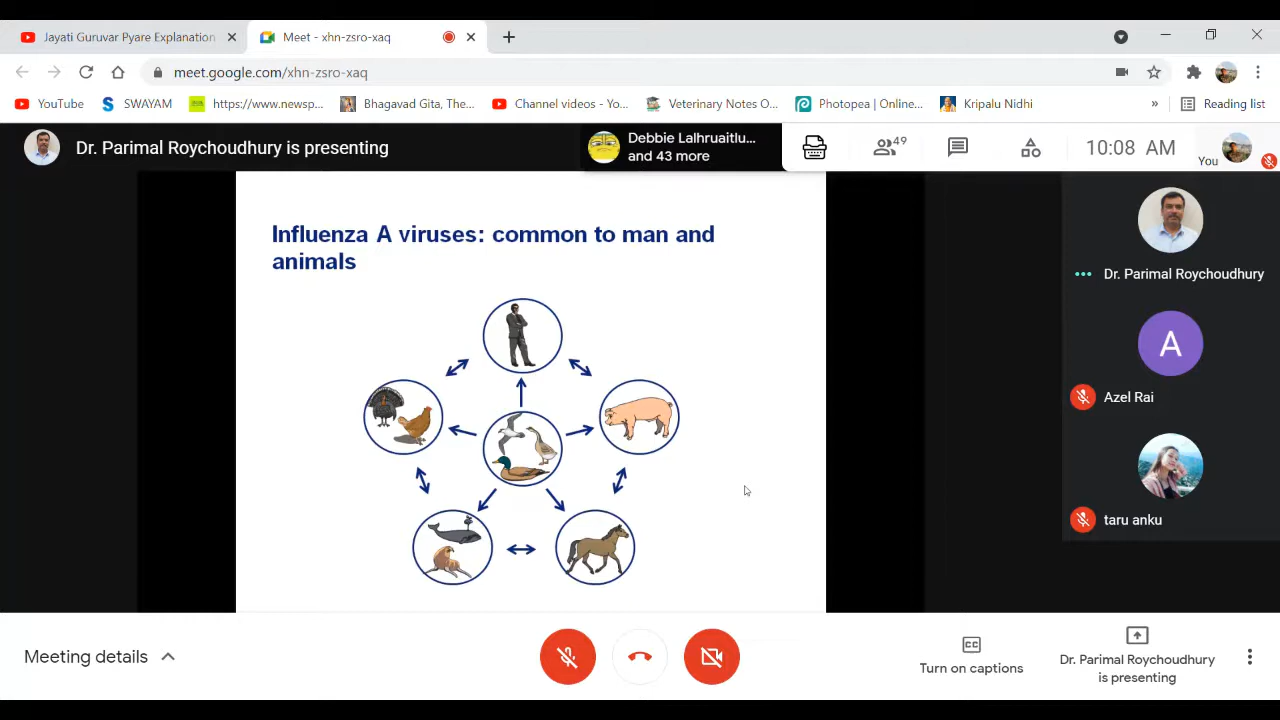 Jayati Guruvar Pyare Explanation
Meet - xhn-zsro-xaq
meet.google.com/xhn-zsro-xaq
YouTube
SWAYAM
https://www.newsp...
Bhagavad Gita, The...
Channel videos - Yo...
Veterinary Notes O...
Photopea | Online...
Kripalu Nidhi
»
Reading list
Dr. Parimal Roychoudhury is presenting
Debbie Lalhruaitlu...
and 43 more
49
10:08 AM
You
Influenza A viruses: common to man and
animals
Dr. Parimal Roychoudhury
A
Azel Rai
taru anku
Meeting details
CC
Turn on captions
Dr. Parimal Roychoudhury
is presenting